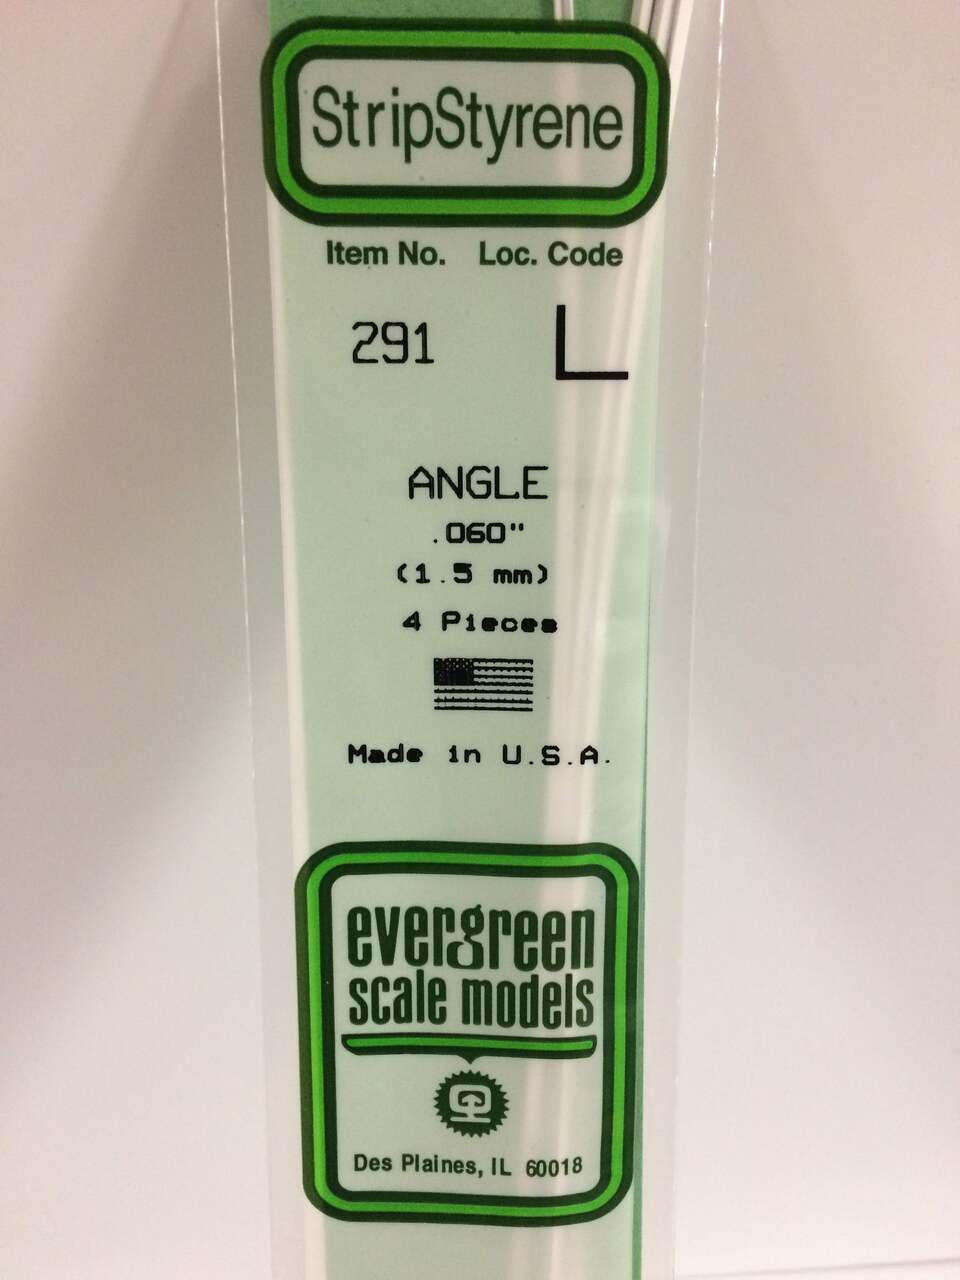 StripStyrene
Item No. Loc. Code
291 L
ANGLE
.060"
(1.5 mm)
4 Pieces
Made in U.S.A.
evergreen
scale models
Des Plaines, IL 60018